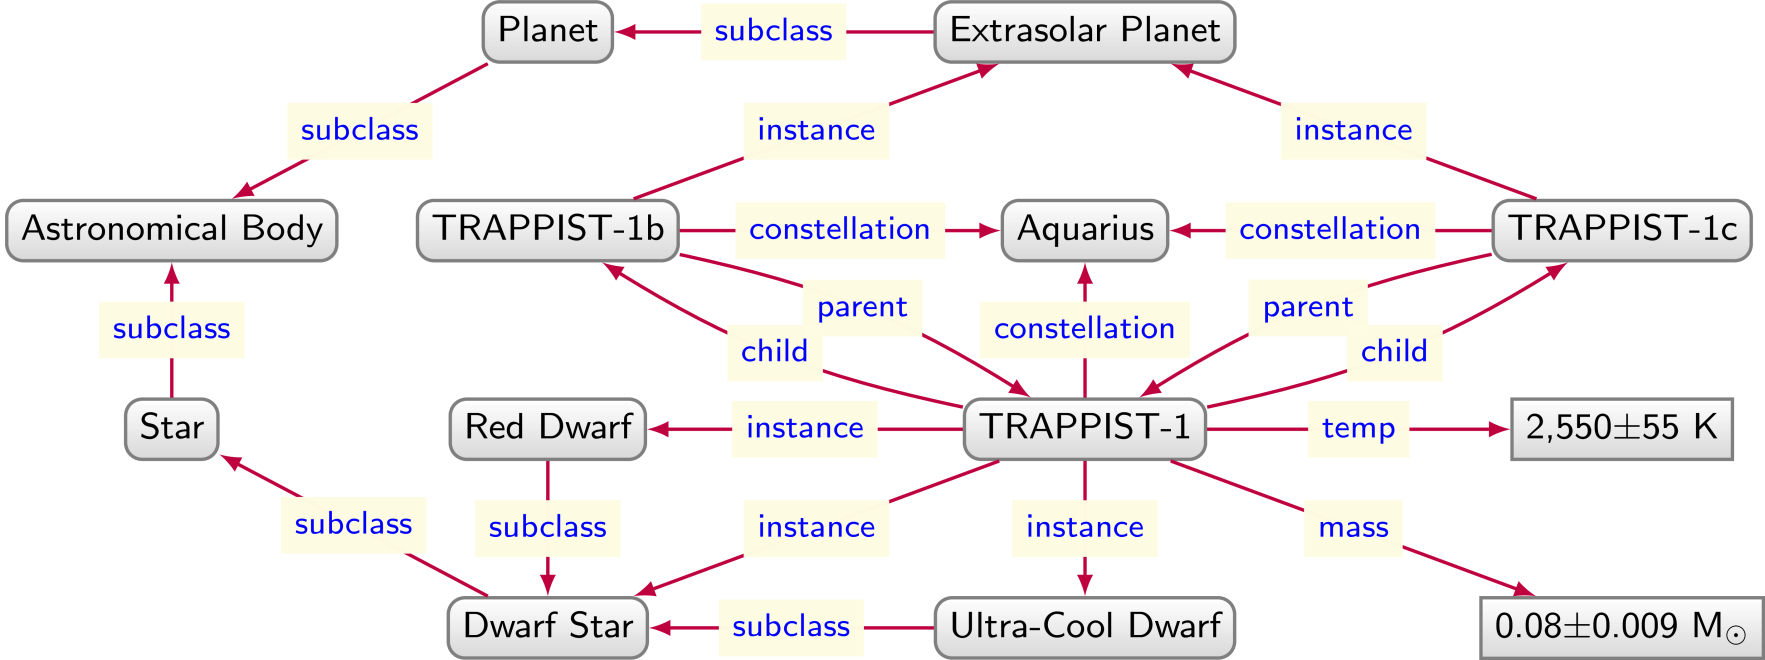 Planet
subclass
Extrasolar Planet
subclass
instance
instance
Astronomical Body
TRAPPIST-1b
constellation
Aquarius
constellation
TRAPPIST-1c
subclass
parent
constellation
parent
child
child
Star
Red Dwarf
instance
TRAPPIST-1
temp
2,550±55 K
subclass
subclass
instance
instance
mass
Dwarf Star
subclass
Ultra-Cool Dwarf
0.08±0.009 M☉